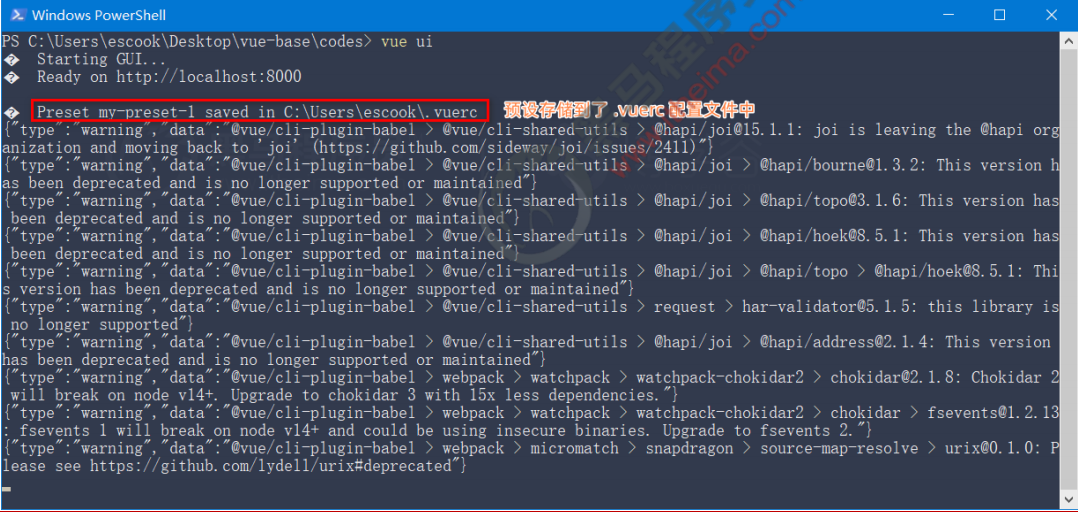 Windows PowerShell
PS C:\Users\escook\Desktop\vue-base\codes> vue ui
Starting GUI...
Ready on http://localhost:8000
Preset my-preset-1 saved in C:\Users\escook\.vuerc 预设存储到了 .vuerc 配置文件中
{"type":"warning","data":"@vue/cli-plugin-babel > @vue/cli-shared-utils > @hapi/joi@15.1.1: joi is leaving the @hapi org
anization and moving back to 'joi' (https://github.com/sideway/joi/issues/2411)"}
{"type":"warning","data":"@vue/cli-plugin-babel > @vue/cli-shared-utils > @hapi/joi > @hapi/bourne@1.3.2: This version h
as been deprecated and is no longer supported or maintained"}
{"type":"warning","data":"@vue/cli-plugin-babel > @vue/cli-shared-utils > @hapi/joi > @hapi/topo@3.1.6: This version has
been deprecated and is no longer supported or maintained"}
{"type":"warning","data":"@vue/cli-plugin-babel > @vue/cli-shared-utils > @hapi/joi > @hapi/hoek@8.5.1: This version has
been deprecated and is no longer supported or maintained"}
{"type":"warning","data":"@vue/cli-plugin-babel > @vue/cli-shared-utils > @hapi/joi > @hapi/topo > @hapi/hoek@8.5.1: Thi
s version has been deprecated and is no longer supported or maintained"}
{"type":"warning","data":"@vue/cli-plugin-babel > @vue/cli-shared-utils > request > har-validator@5.1.5: this library is
no longer supported"}
{"type":"warning","data":"@vue/cli-plugin-babel > @vue/cli-shared-utils > @hapi/joi > @hapi/address@2.1.4: This version
has been deprecated and is no longer supported or maintained"}
{"type":"warning","data":"@vue/cli-plugin-babel > webpack > watchpack > watchpack-chokidar2 > chokidar@2.1.8: Chokidar 2
will break on node v14+. Upgrade to chokidar 3 with 15x less dependencies."}
{"type":"warning","data":"@vue/cli-plugin-babel > webpack > watchpack > watchpack-chokidar2 > chokidar > fsevents@1.2.13
: fsevents 1 will break on node v14+ and could be using insecure binaries. Upgrade to fsevents 2."}
{"type":"warning","data":"@vue/cli-plugin-babel > webpack > micromatch > snapdragon > source-map-resolve > urix@0.1.0: P
lease see https://github.com/lydell/urix#deprecated"}